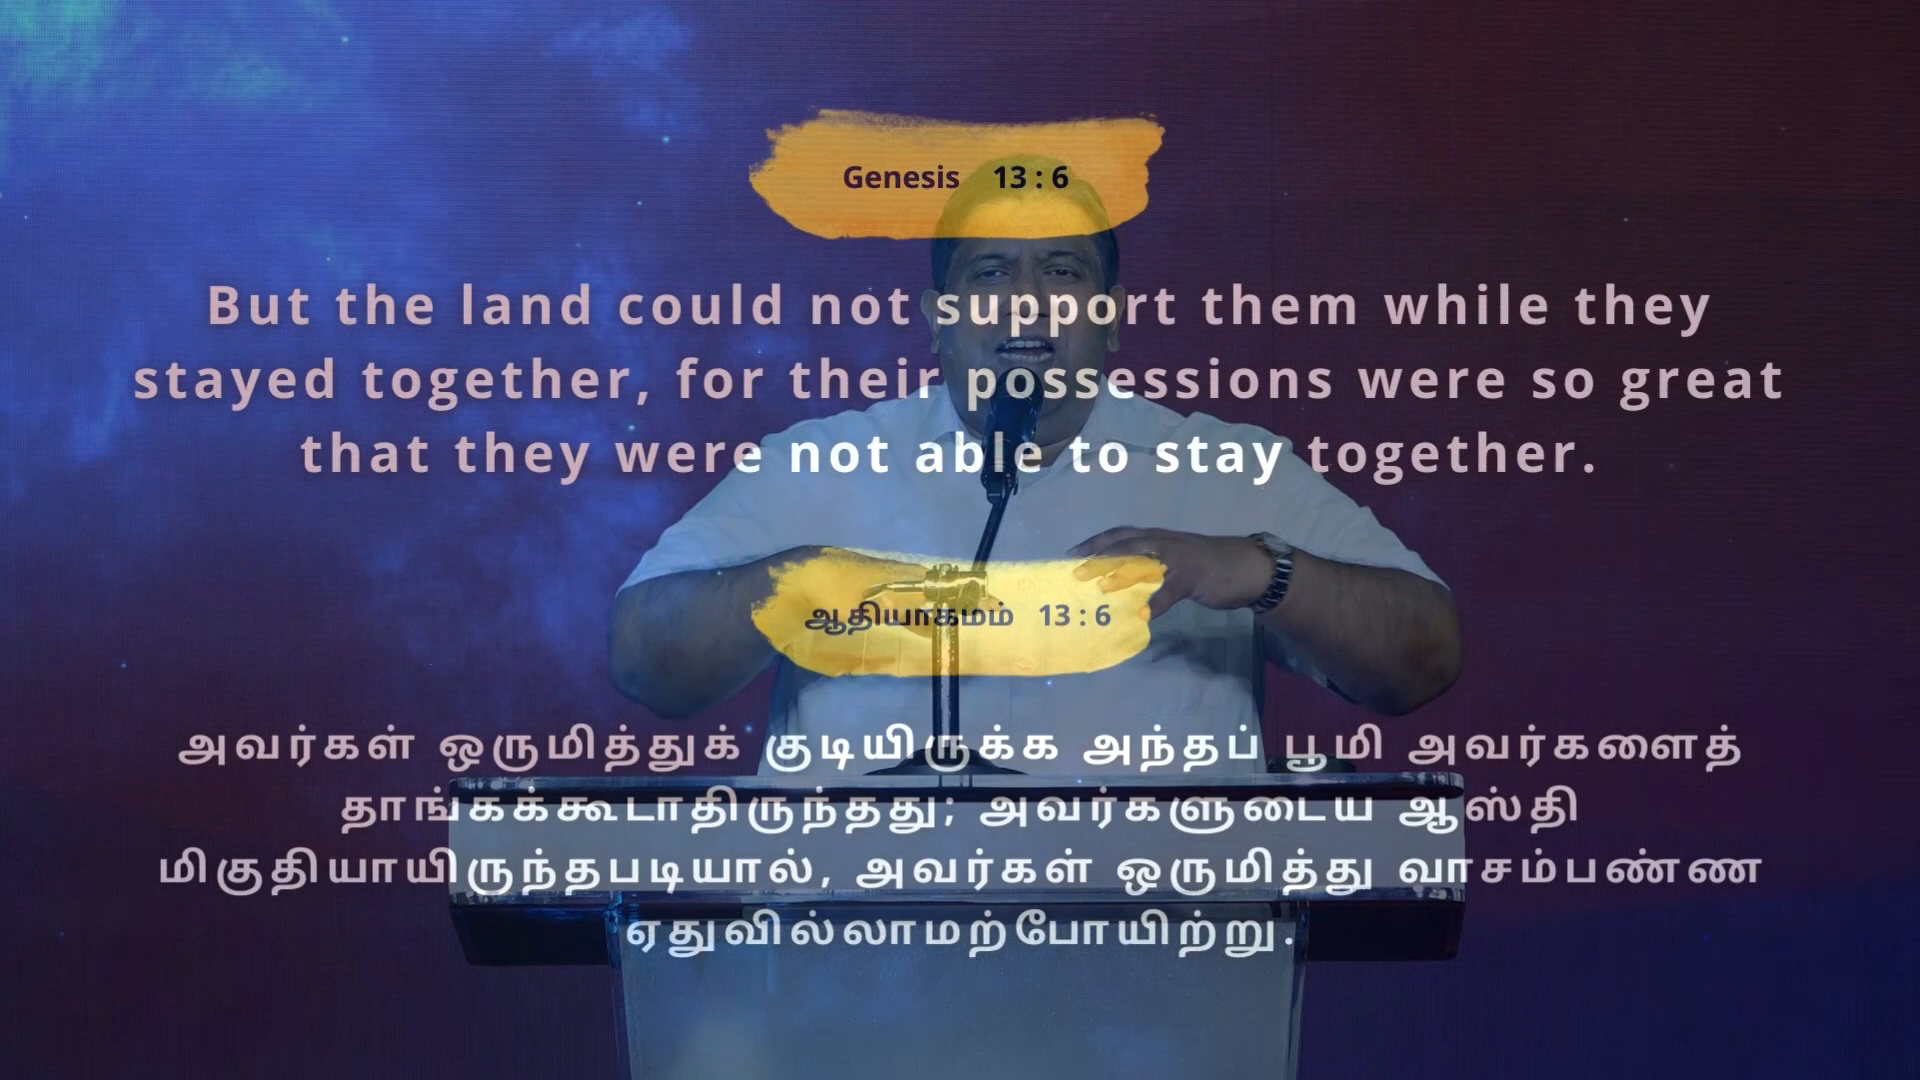 Genesis 13 : 6
But the land could not support them while they
stayed together, for their possessions were so great
that they were not able to stay together.
ஆதியாகமம் 13 : 6
அவர்கள் ஒருமித்துக் குடியிருக்க அந்தப் பூமி அவர்களைத்
தாங்கக்கூடாதிருந்தது; அவர்களுடைய ஆஸ்தி
மிகுதியாயிருந்தபடியால், அவர்கள் ஒருமித்து வாசம்பண்ண
ஏதுவில்லாமற்போயிற்று.